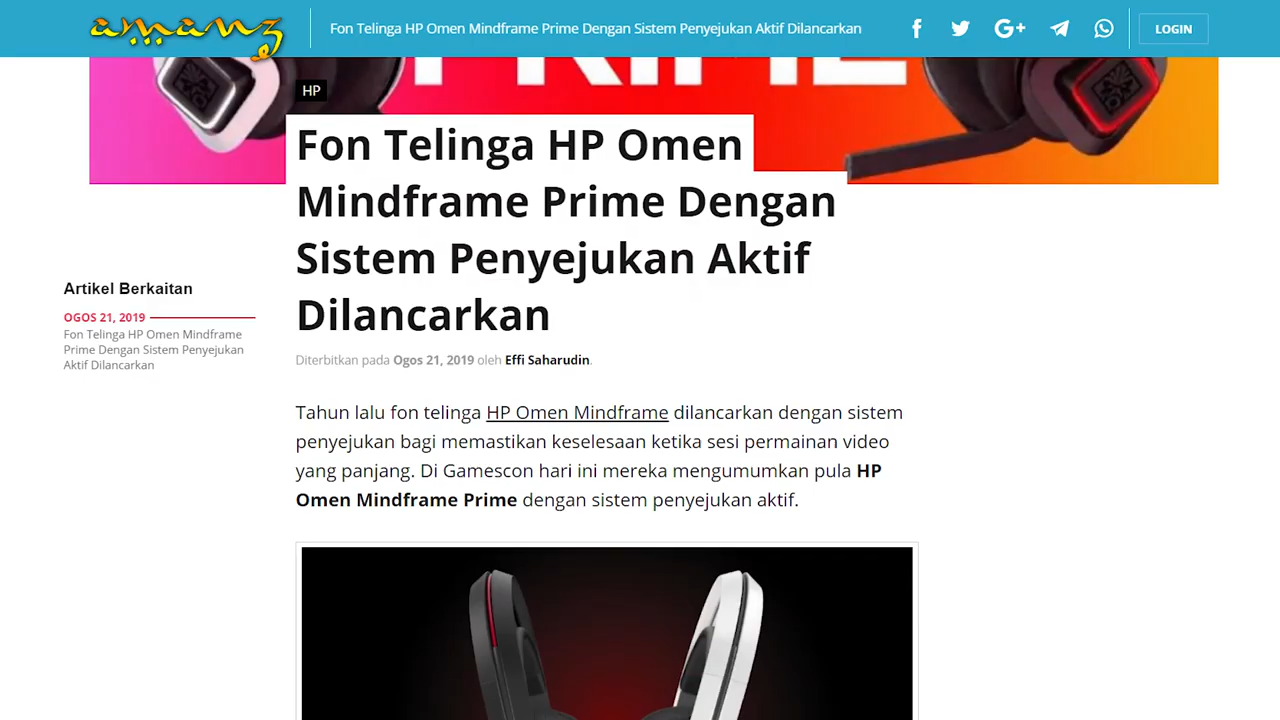 amanz
Fon Telinga HP Omen Mindframe Prime Dengan Sistem Penyejukan Aktif Dilancarkan
LOGIN
PRIME
HP
Fon Telinga HP Omen
Mindframe Prime Dengan
Sistem Penyejukan Aktif
Dilancarkan
Artikel Berkaitan
OGOS 21, 2019
Fon Telinga HP Omen Mindframe
Prime Dengan Sistem Penyejukan
Aktif Dilancarkan
Diterbitkan pada Ogos 21, 2019 oleh Effi Saharudin.
Tahun lalu fon telinga HP Omen Mindframe dilancarkan dengan sistem
penyejukan bagi memastikan keselesaan ketika sesi permainan video
yang panjang. Di Gamescon hari ini mereka mengumumkan pula HP
Omen Mindframe Prime dengan sistem penyejukan aktif.